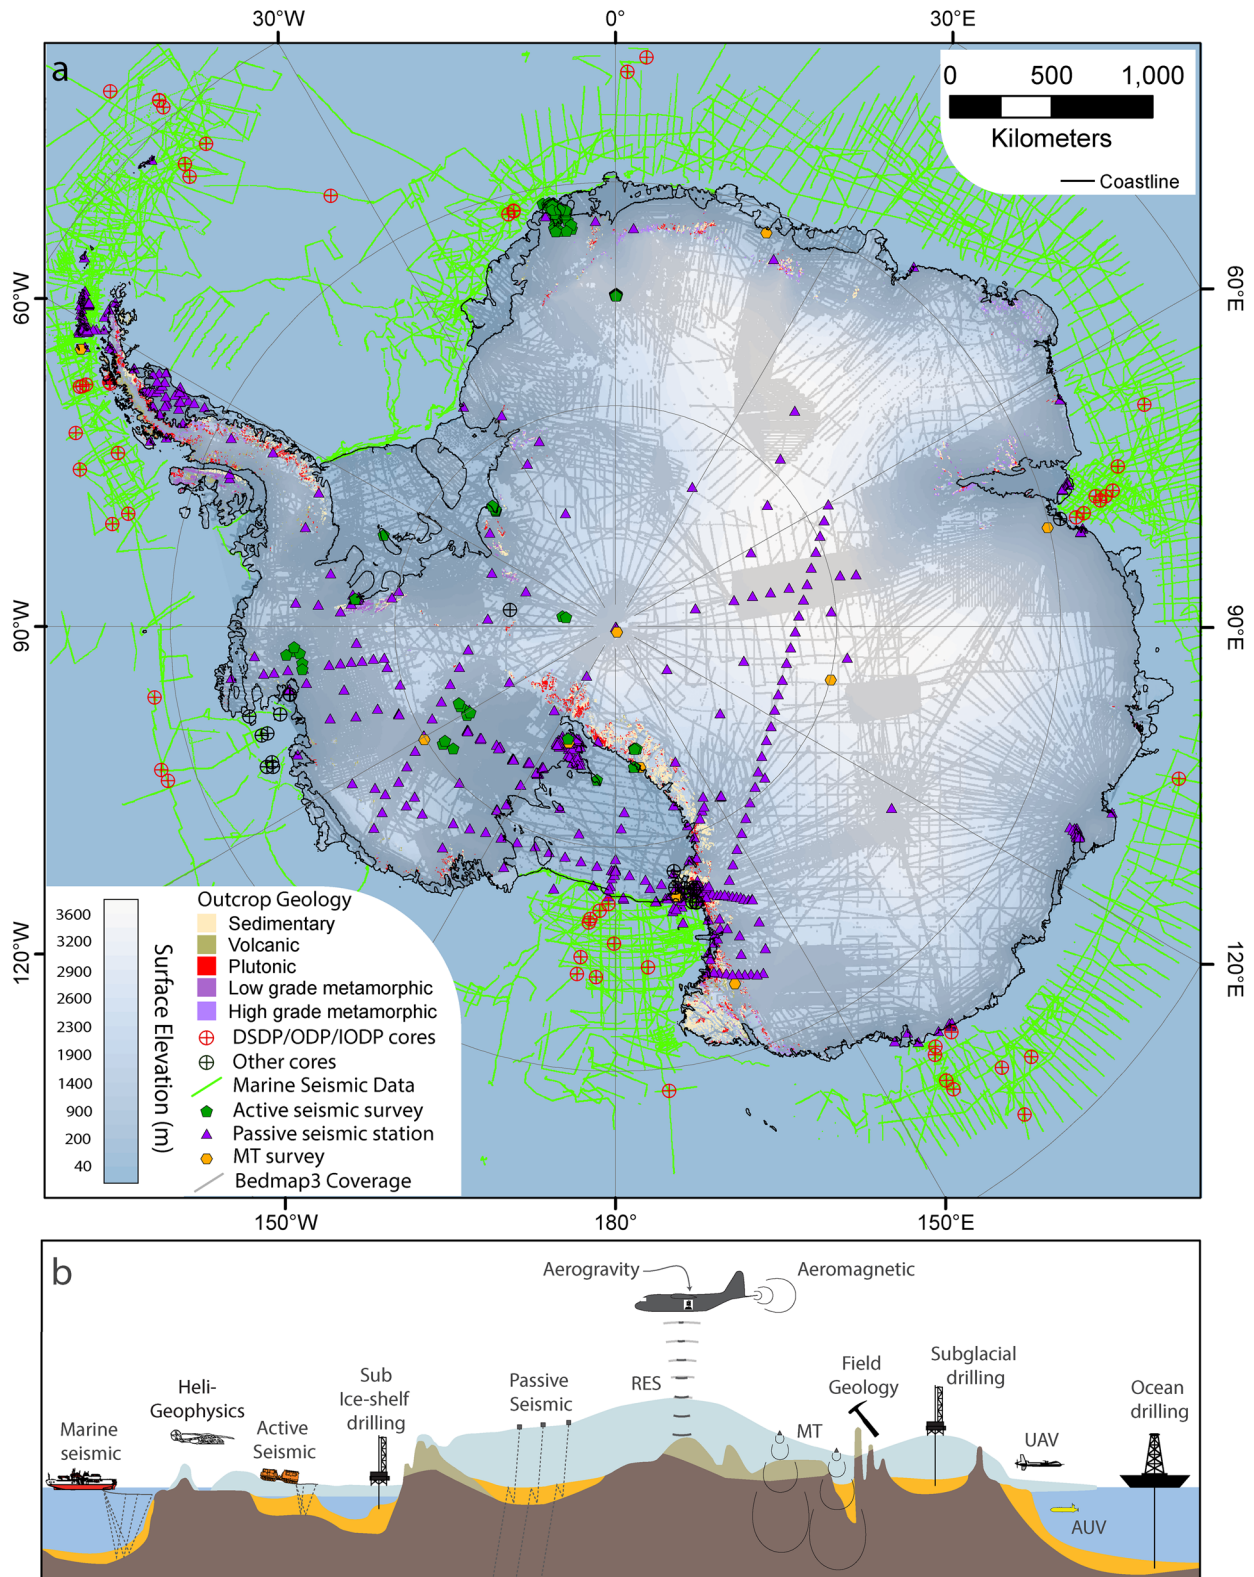 30°W
0°
30°E
a
0
500
1,000
Kilometers
Coastline
60°W
60°E
90°W
90°E
120°W
120°E
3600
3200
2900
2600
2300
1900
1400
900
200
40
Surface Elevation (m)
Outcrop Geology
Sedimentary
Volcanic
Plutonic
Low grade metamorphic
High grade metamorphic
DSDP/ODP/IODP cores
Other cores
Marine Seismic Data
Active seismic survey
Passive seismic station
MT survey
Bedmap3 Coverage
150°W
180°
150°E
b
Aerogravity
Aeromagnetic
Marine
seismic
Heli-
Geophysics
Active
Seismic
Sub
Ice-shelf
drilling
Passive
Seismic
RES
MT
Field
Geology
Subglacial
drilling
UAV
AUV
Ocean
drilling